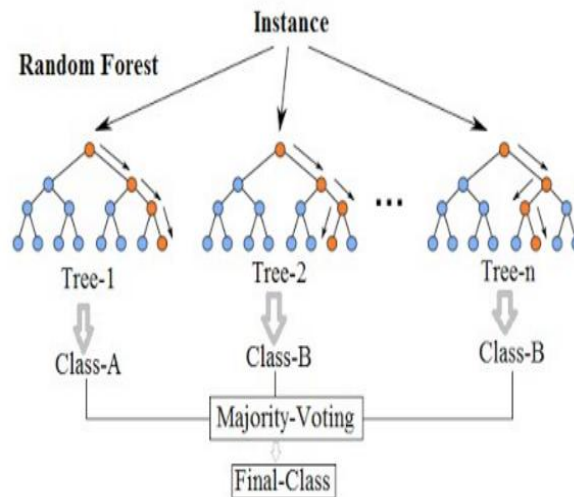 Instance
Random Forest
...
Tree-1
Tree-2
Tree-n
Class-A
Class-B
Class-B
Majority-Voting
Final-Class